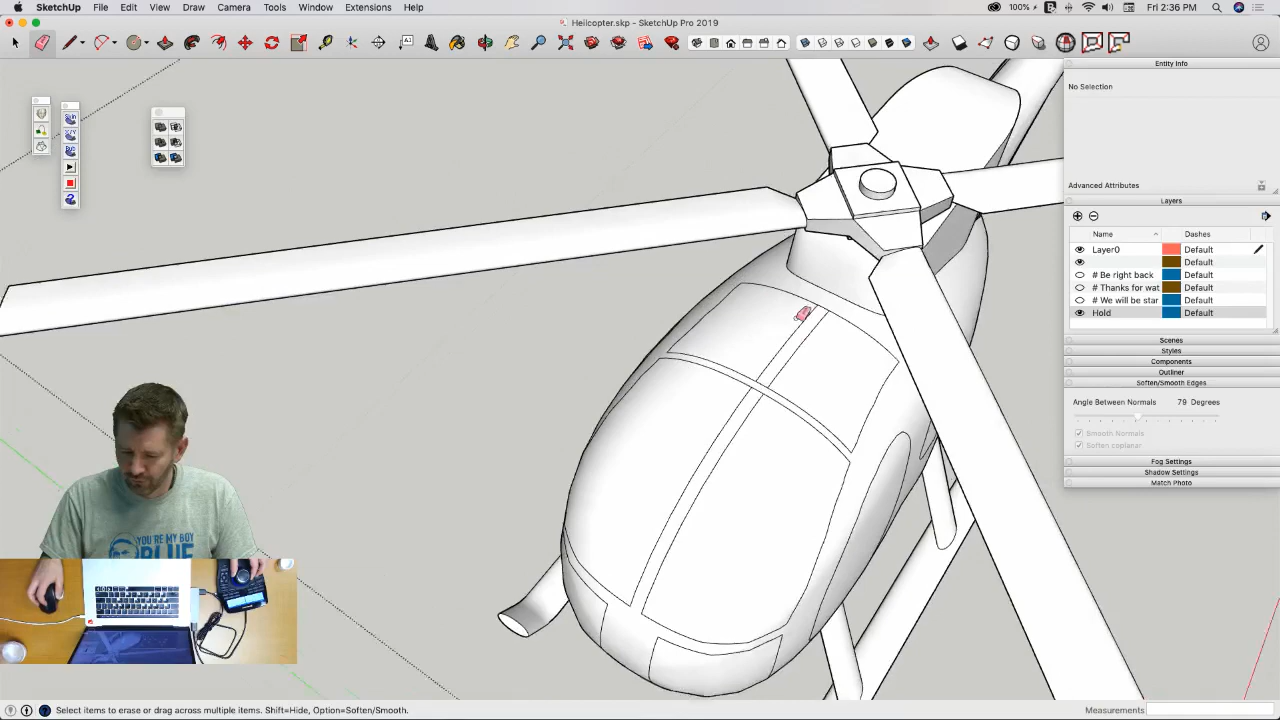 SketchUp File Edit View Draw Camera Tools Window Extensions Help
100% Fri 2:36 PM
Helicopter.skp - SketchUp Pro 2019
Entity Info
No Selection
Advanced Attributes
Layers
Name Dashes
Layer0 Default
Default
# Be right back Default
# Thanks for wat Default
# We will be star Default
Hold Default
Scenes
Styles
Components
Outliner
Soften/Smooth Edges
Angle Between Normals 79 Degrees
Smooth Normals
Soften coplanar
Fog Settings
Shadow Settings
Match Photo
YOU'RE MY BOY
BLUE
Select items to erase or drag across multiple items. Shift=Hide, Option=Soften/Smooth.
Measurements